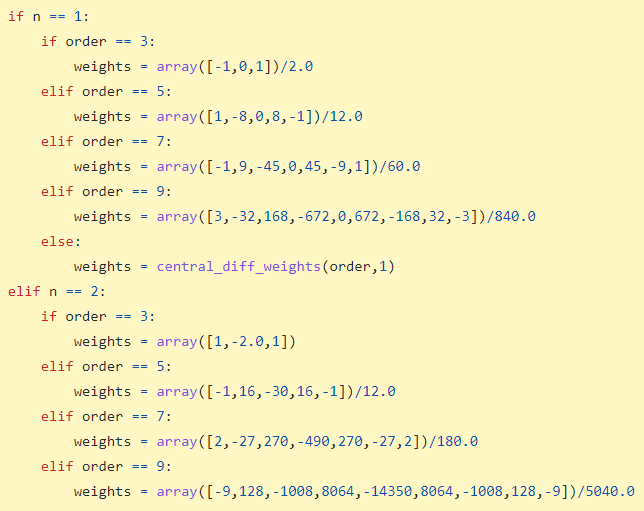 if n == 1:
    if order == 3:
        weights = array([-1,0,1])/2.0
    elif order == 5:
        weights = array([1,-8,0,8,-1])/12.0
    elif order == 7:
        weights = array([-1,9,-45,0,45,-9,1])/60.0
    elif order == 9:
        weights = array([3,-32,168,-672,0,672,-168,32,-3])/840.0
    else:
        weights = central_diff_weights(order,1)
elif n == 2:
    if order == 3:
        weights = array([1,-2.0,1])
    elif order == 5:
        weights = array([-1,16,-30,16,-1])/12.0
    elif order == 7:
        weights = array([2,-27,270,-490,270,-27,2])/180.0
    elif order == 9:
        weights = array([-9,128,-1008,8064,-14350,8064,-1008,128,-9])/5040.0